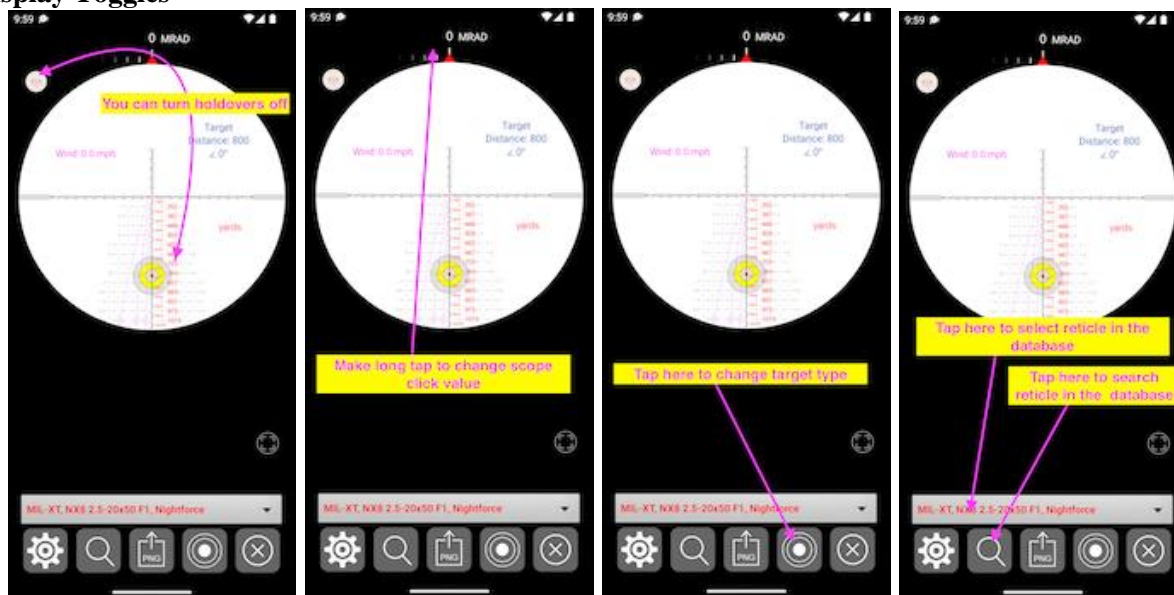 splay Toggles
9:59
0 MRAD
You can turn holdovers off
Target
Distance: 800
∠ 0°
Wind: 0.0 mph
yards
MIL-XT, NX8 2.5-20x50 F1, Nightforce
PNG
9:59
0 MRAD
Target
Distance: 800
∠ 0°
Wind: 0.0 mph
yards
Make long tap to change scope
click value
MIL-XT, NX8 2.5-20x50 F1, Nightforce
PNG
9:59
0 MRAD
Target
Distance: 800
∠ 0°
Wind: 0.0 mph
yards
Tap here to change target type
MIL-XT, NX8 2.5-20x50 F1, Nightforce
PNG
9:59
0 MRAD
Target
Distance: 800
∠ 0°
Wind: 0.0 mph
yards
Tap here to select reticle in the
database
Tap here to search
reticle in the database
MIL-XT, NX8 2.5-20x50 F1, Nightforce
PNG